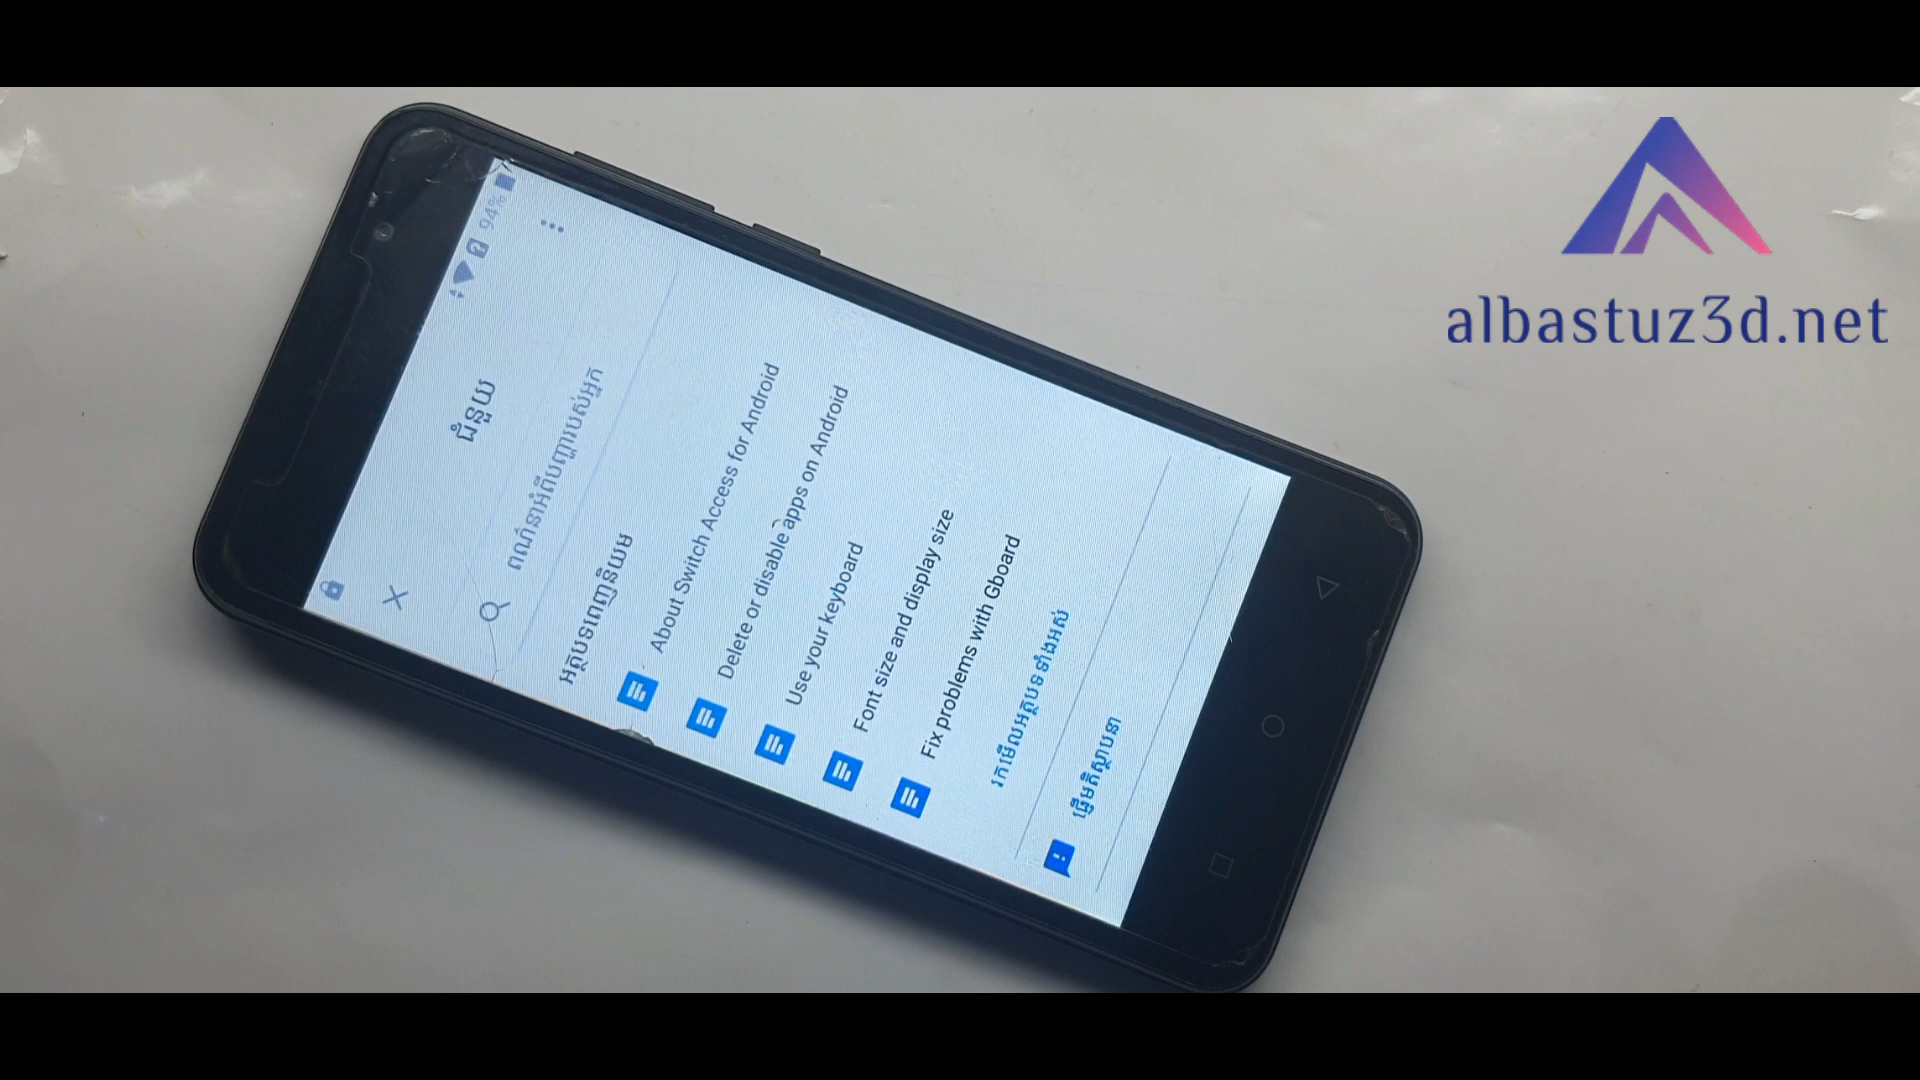 94%
ជំនួយ
ពណ៌នាអំពីបញ្ហារបស់អ្នក
អត្ថបទពេញនិយម
About Switch Access for Android
Delete or disable apps on Android
Use your keyboard
Font size and display size
Fix problems with Gboard
រកមើលអត្ថបទទាំងអស់
ផ្ញើមតិស្ថាបនា
albastuz3d.net